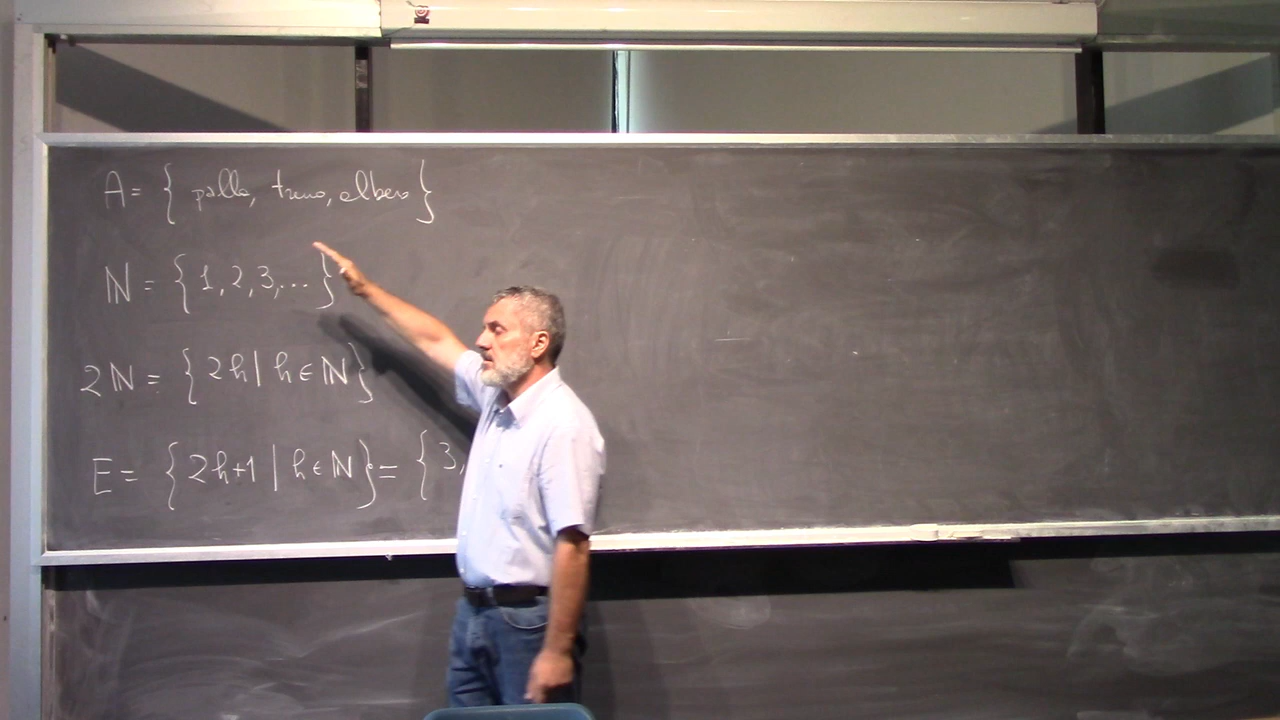 A = { palla, treno, albero }
ℕ = { 1, 2, 3, ... }
2ℕ = { 2h | h ∈ ℕ }
E = { 2h+1 | h ∈ ℕ } = { 3,